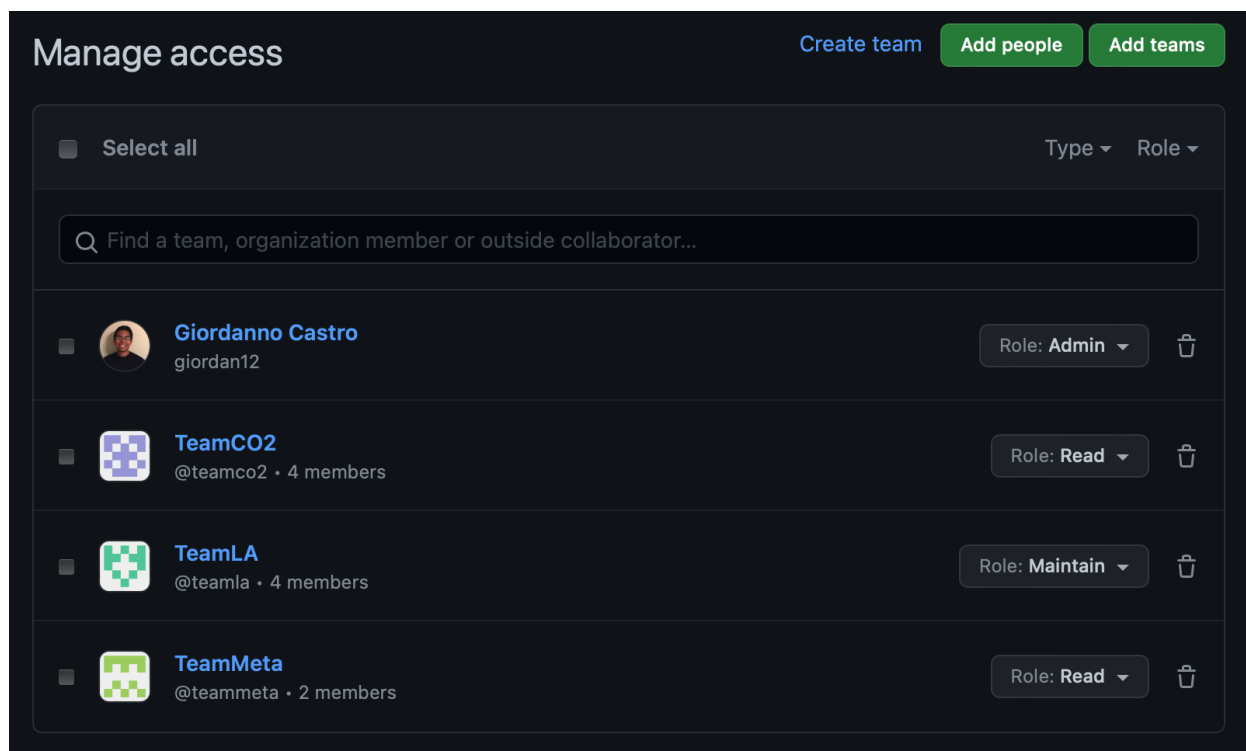 Manage access
Create team
Add people
Add teams
Select all
Type
Role
Find a team, organization member or outside collaborator...
Giordanno Castro
giordan12
Role: Admin
TeamCO2
@teamco2 • 4 members
Role: Read
TeamLA
@teamla • 4 members
Role: Maintain
TeamMeta
@teammeta • 2 members
Role: Read